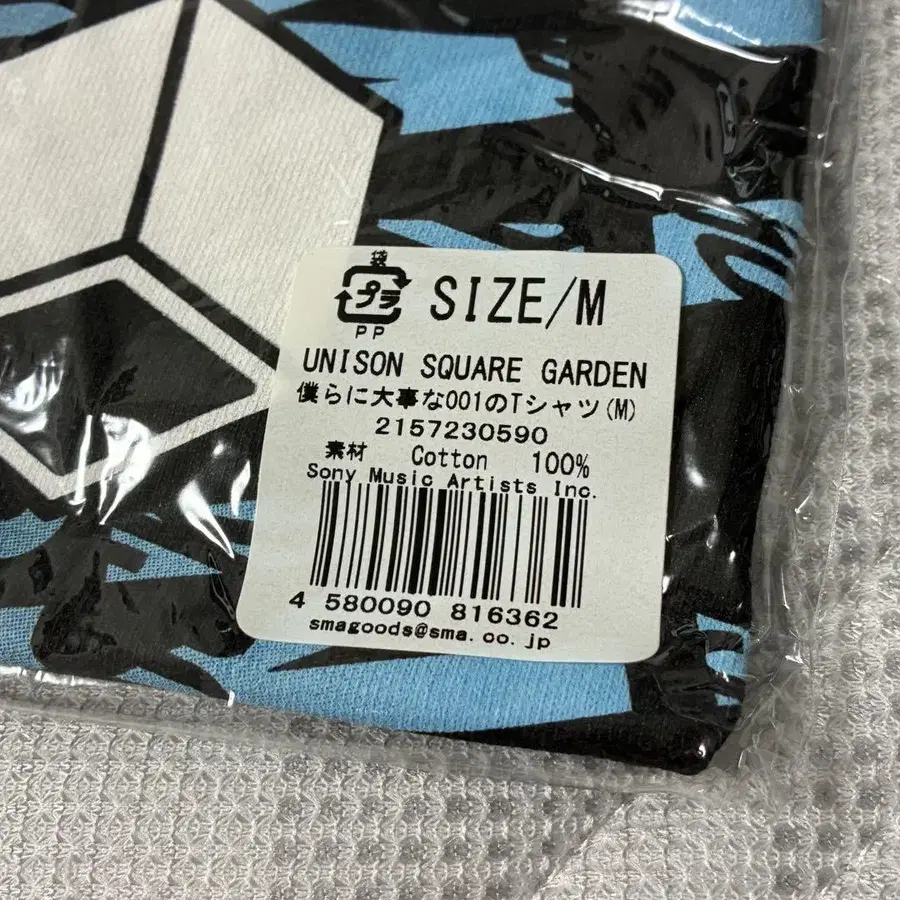 袋
プラ
PP
SIZE/M
UNISON SQUARE GARDEN
僕らに大事な001のTシャツ(M)
2157230590
素材 Cotton 100%
Sony Music Artists Inc.
4 580090 816362
smagoods@sma.co.jp